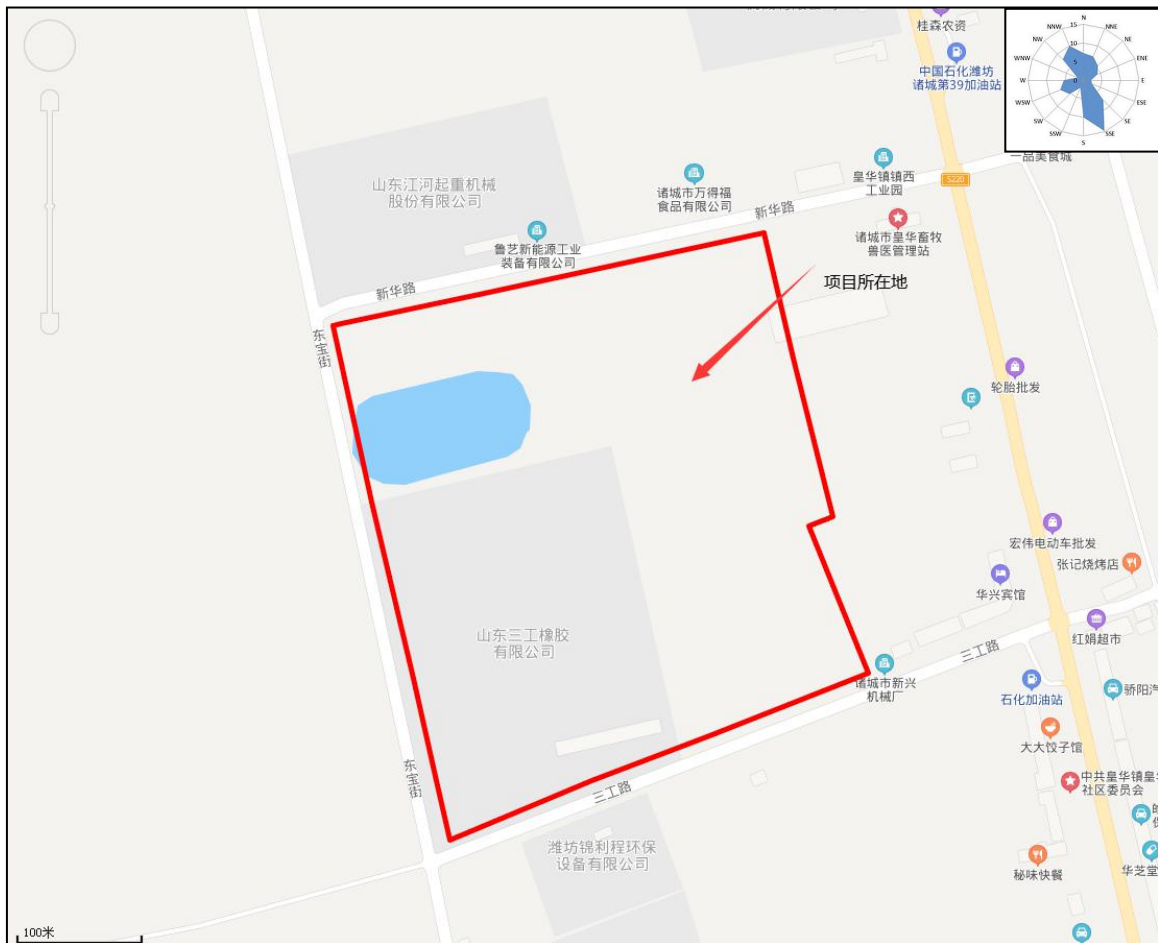 桂森农资
中国石化潍坊
诸城第39加油站
N
NNE
NE
ENE
E
ESE
SE
SSE
S
SSW
SW
WSW
W
WNW
NW
NNW
15
10
5
0
一品美食城
S220
山东江河起重机械
股份有限公司
诸城市万得福
食品有限公司
皇华镇镇西
工业园
新华路
诸城市皇华畜牧
兽医管理站
鲁艺新能源工业
装备有限公司
新华路
项目所在地
东宝街
轮胎批发
宏伟电动车批发
张记烧烤店
华兴宾馆
红娟超市
山东三工橡胶
有限公司
三工路
诸城市新兴
机械厂
石化加油站
骄阳汽
大大饺子馆
东宝街
三工路
中共皇华镇皇华
社区委员会
潍坊锦利程环保
设备有限公司
秘味快餐
华芝堂
100米